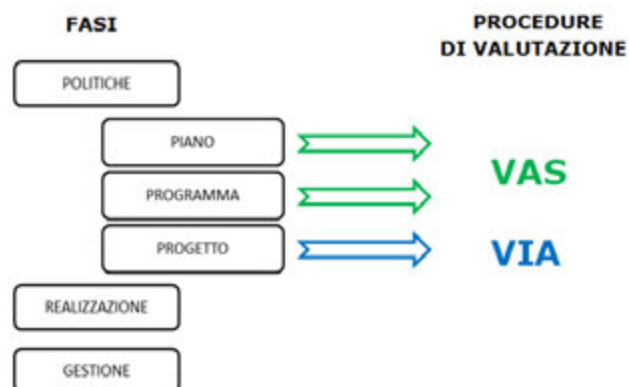 FASI
PROCEDURE
DI VALUTAZIONE
POLITICHE
PIANO
PROGRAMMA
VAS
PROGETTO
VIA
REALIZZAZIONE
GESTIONE